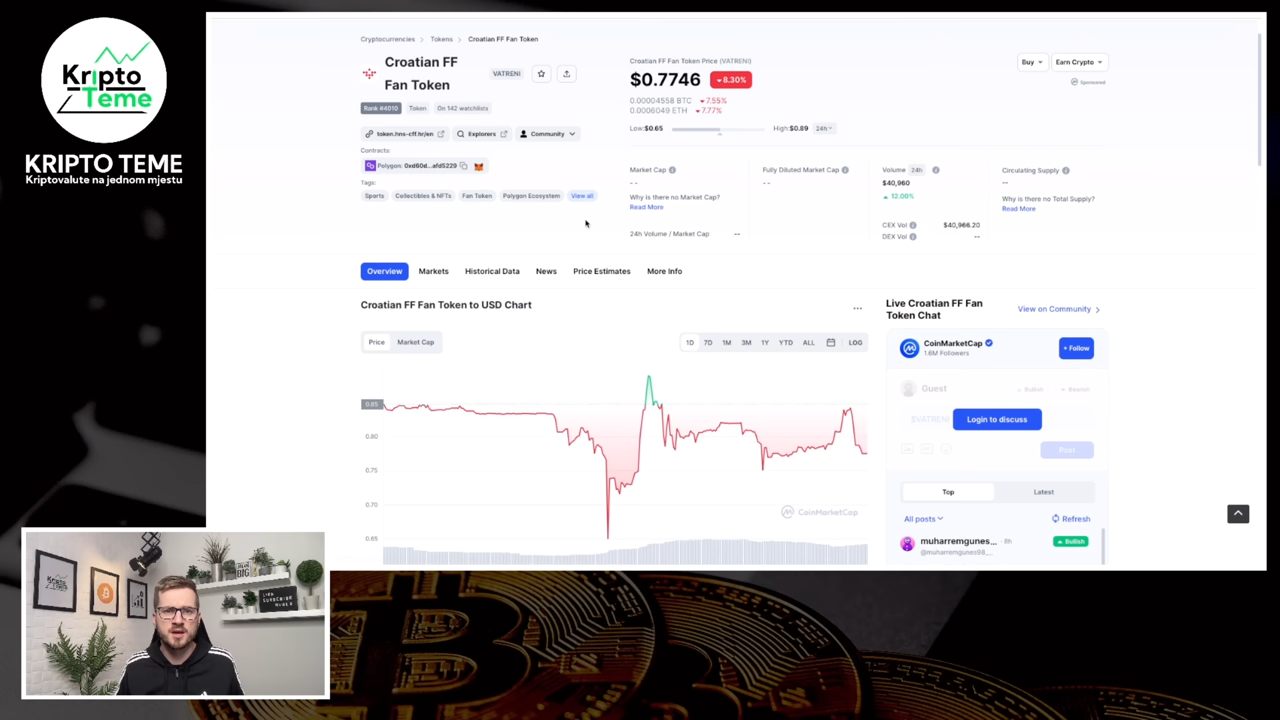 Kripto
Teme
KRIPTO TEME
Kriptovalute na jednom mjestu
Cryptocurrencies > Tokens > Croatian FF Fan Token
Croatian FF
Fan Token
VATRENI
Rank #4010
Token
On 142 watchlists
token.hns-cff.hr/en
Explorers
Community
Contracts:
Polygon: 0xd60d...afd5229
Tags:
Sports
Collectibles & NFTs
Fan Token
Polygon Ecosystem
View all
Croatian FF Fan Token Price (VATRENI)
$0.7746
8.30%
0.00004558 BTC 7.55%
0.0006049 ETH 7.77%
Low:$0.65
High:$0.89
24h
Buy
Earn Crypto
Sponsored
Market Cap
- -
Why is there no Market Cap?
Read More
24h Volume / Market Cap --
Fully Diluted Market Cap
- -
Volume 24h
$40,960
12.00%
CEX Vol $40,966.20
DEX Vol --
Circulating Supply
--
Why is there no Total Supply?
Read More
Overview
Markets
Historical Data
News
Price Estimates
More Info
Croatian FF Fan Token to USD Chart
...
Price
Market Cap
1D
7D
1M
3M
1Y
YTD
ALL
LOG
0.85
0.80
0.75
0.70
0.65
CoinMarketCap
Live Croatian FF Fan
Token Chat
View on Community >
CoinMarketCap
1.6M Followers
+ Follow
Guest
Bullish
Bearish
$VATRENI
Login to discuss
Post
Top
Latest
All posts
Refresh
muharremgunes... · 8h
@muharremgunes98_...
Bullish